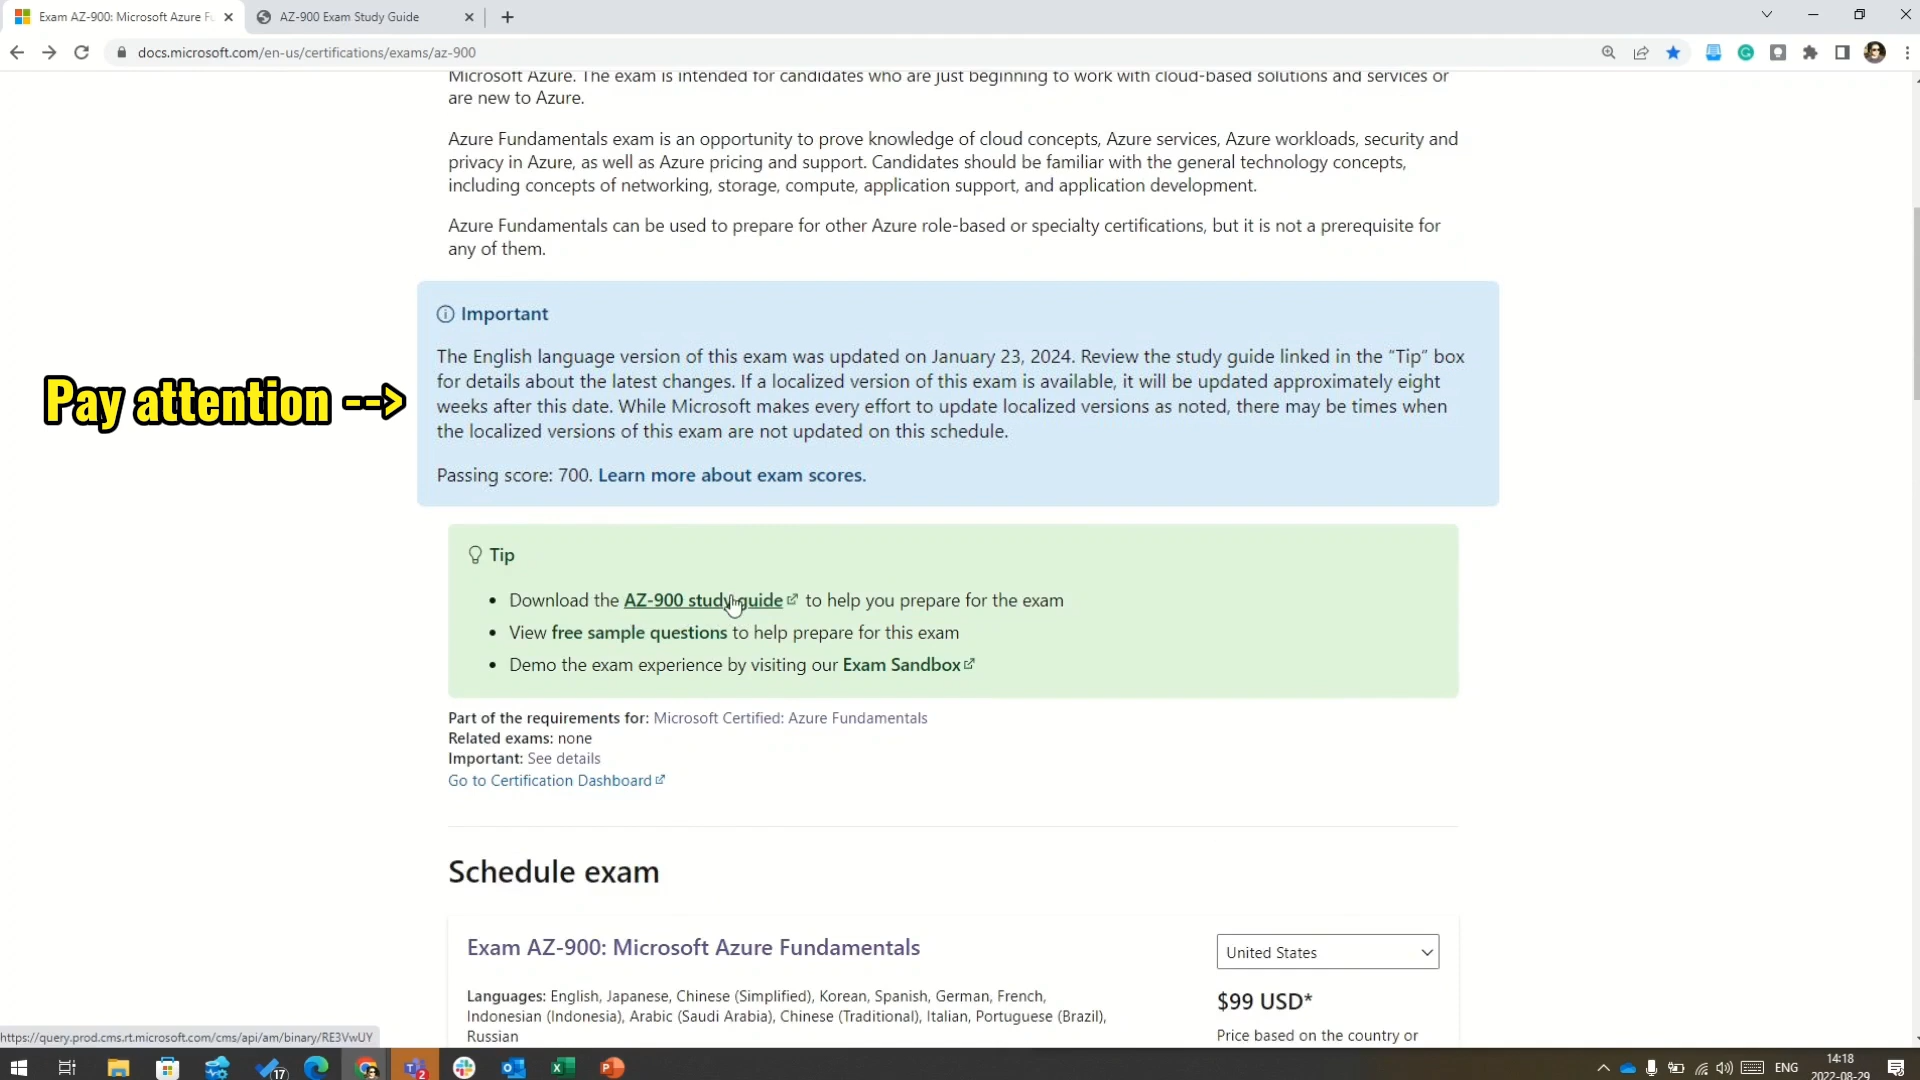 Exam AZ-900: Microsoft Azure Fu
AZ-900 Exam Study Guide
docs.microsoft.com/en-us/certifications/exams/az-900
Microsoft Azure. The exam is intended for candidates who are just beginning to work with cloud-based solutions and services or
are new to Azure.
Azure Fundamentals exam is an opportunity to prove knowledge of cloud concepts, Azure services, Azure workloads, security and
privacy in Azure, as well as Azure pricing and support. Candidates should be familiar with the general technology concepts,
including concepts of networking, storage, compute, application support, and application development.
Azure Fundamentals can be used to prepare for other Azure role-based or specialty certifications, but it is not a prerequisite for
any of them.
Important
The English language version of this exam was updated on January 23, 2024. Review the study guide linked in the “Tip” box
for details about the latest changes. If a localized version of this exam is available, it will be updated approximately eight
weeks after this date. While Microsoft makes every effort to update localized versions as noted, there may be times when
the localized versions of this exam are not updated on this schedule.
Pay attention -->
Passing score: 700. Learn more about exam scores.
Tip
• Download the AZ-900 study guide to help you prepare for the exam
• View free sample questions to help prepare for this exam
• Demo the exam experience by visiting our Exam Sandbox
Part of the requirements for: Microsoft Certified: Azure Fundamentals
Related exams: none
Important: See details
Go to Certification Dashboard
Schedule exam
Exam AZ-900: Microsoft Azure Fundamentals
United States
Languages: English, Japanese, Chinese (Simplified), Korean, Spanish, German, French,
Indonesian (Indonesia), Arabic (Saudi Arabia), Chinese (Traditional), Italian, Portuguese (Brazil),
Russian
$99 USD*
Price based on the country or
https://query.prod.cms.rt.microsoft.com/cms/api/am/binary/RE3VwUY
17
2
ENG
14:18
2022-08-29